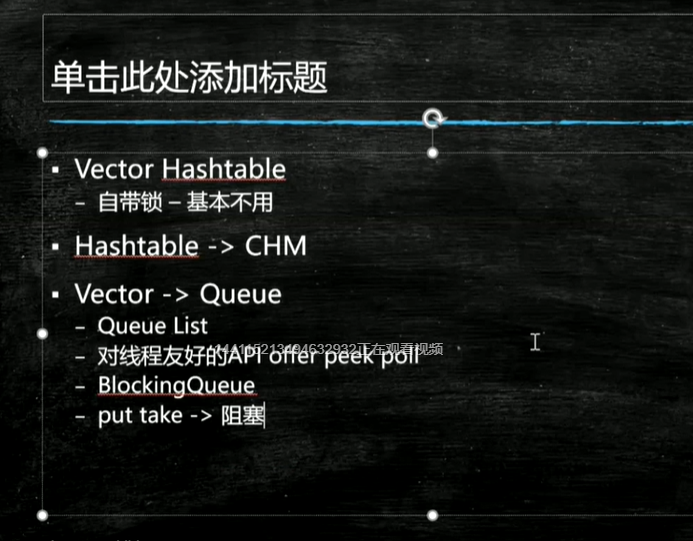 单击此处添加标题
Vector Hashtable
自带锁 – 基本不用
Hashtable -> CHM
Vector -> Queue
Queue List
对线程友好的API offer peek poll
正在观看视频
BlockingQueue
put take -> 阻塞